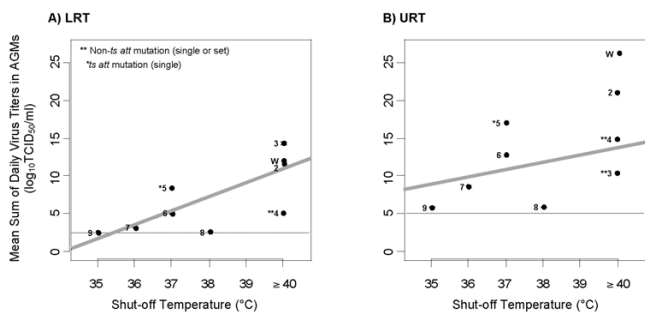 A) LRT
** Non-ts att mutation (single or set)
*ts att mutation (single)
Mean Sum of Daily Virus Titers in AGMs
(log10TCID50/ml)
25
20
15
10
5
0
3
W
2
*5
6
**4
9
7
8
35 36 37 38 39 ≥ 40
Shut-off Temperature (°C)
B) URT
25
20
15
10
5
0
W
2
*5
**4
6
**3
7
9
8
35 36 37 38 39 ≥ 40
Shut-off Temperature (°C)